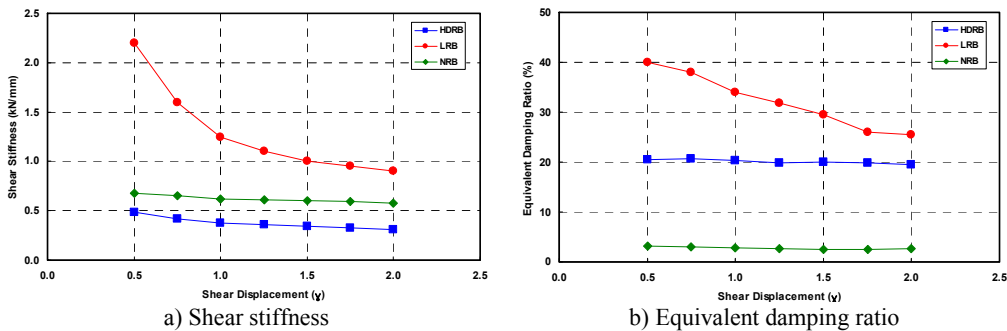 2.5
2.0
1.5
1.0
0.5
0.0
Shear Stiffness (kN/mm)
HDRB
LRB
NRB
0.0 0.5 1.0 1.5 2.0 2.5
Shear Displacement (ɣ)
a) Shear stiffness
50
40
30
20
10
0
Equivalent Damping Ratio (%)
HDRB
LRB
NRB
0.0 0.5 1.0 1.5 2.0 2.5
Shear Displacement (ɣ)
b) Equivalent damping ratio